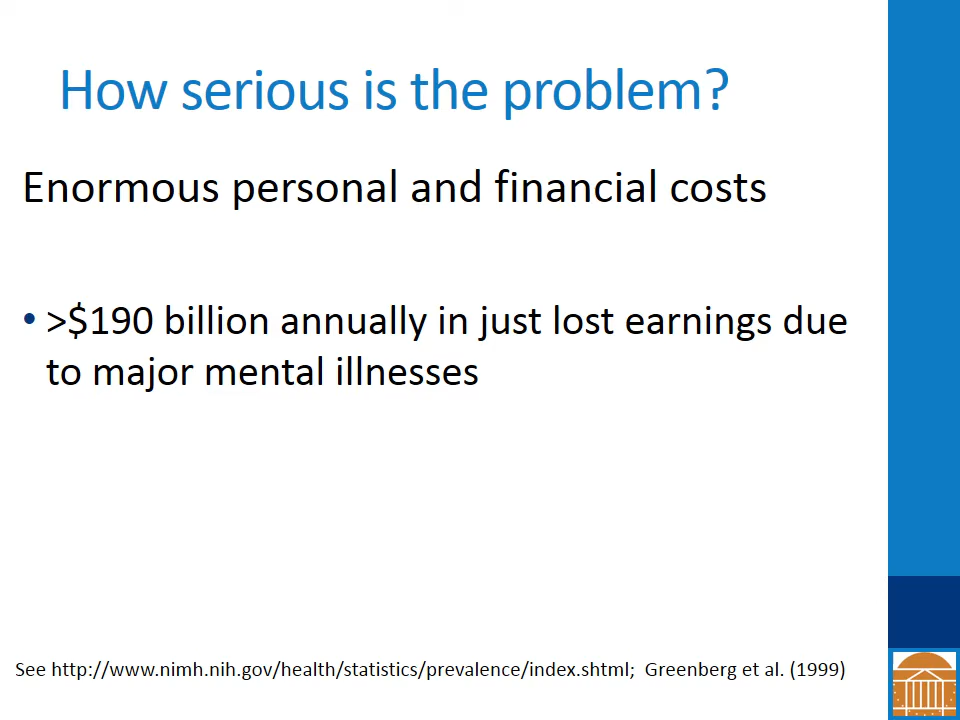 How serious is the problem?
Enormous personal and financial costs
• >$190 billion annually in just lost earnings due
to major mental illnesses
See http://www.nimh.nih.gov/health/statistics/prevalence/index.shtml; Greenberg et al. (1999)